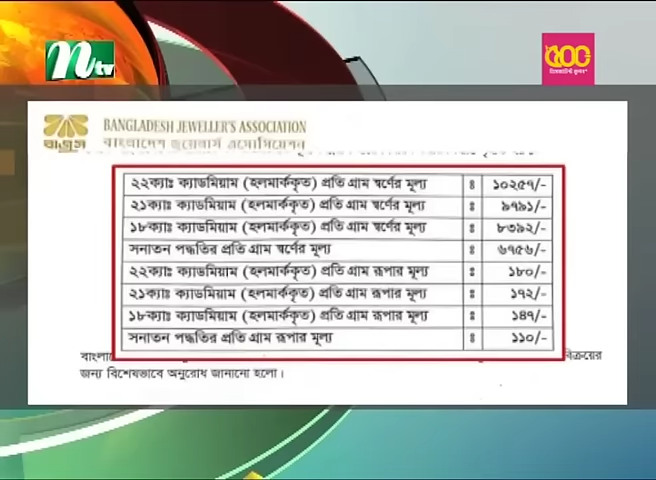 ntv
৫০০
BANGLADESH JEWELLER'S ASSOCIATION
বাজুস বাংলাদেশ জুয়েলার্স এসোসিয়েশন
২২ক্যাঃ ক্যাডমিয়াম (হলমার্ককৃত) প্রতি গ্রাম স্বর্ণের মূল্য ঃ ১০২৫৭/-
২১ক্যাঃ ক্যাডমিয়াম (হলমার্ককৃত) প্রতি গ্রাম স্বর্ণের মূল্য ঃ ৯৭৯১/-
১৮ক্যাঃ ক্যাডমিয়াম (হলমার্ককৃত) প্রতি গ্রাম স্বর্ণের মূল্য ঃ ৮৩৯২/-
সনাতন পদ্ধতির প্রতি গ্রাম স্বর্ণের মূল্য ঃ ৬৭৫৬/-
২২ক্যাঃ ক্যাডমিয়াম (হলমার্ককৃত) প্রতি গ্রাম রূপার মূল্য ঃ ১৮০/-
২১ক্যাঃ ক্যাডমিয়াম (হলমার্ককৃত) প্রতি গ্রাম রূপার মূল্য ঃ ১৭২/-
১৮ক্যাঃ ক্যাডমিয়াম (হলমার্ককৃত) প্রতি গ্রাম রূপার মূল্য ঃ ১৪৭/-
সনাতন পদ্ধতির প্রতি গ্রাম রূপার মূল্য ঃ ১১০/-
জন্য বিশেষভাবে অনুরোধ জানানো হলো।